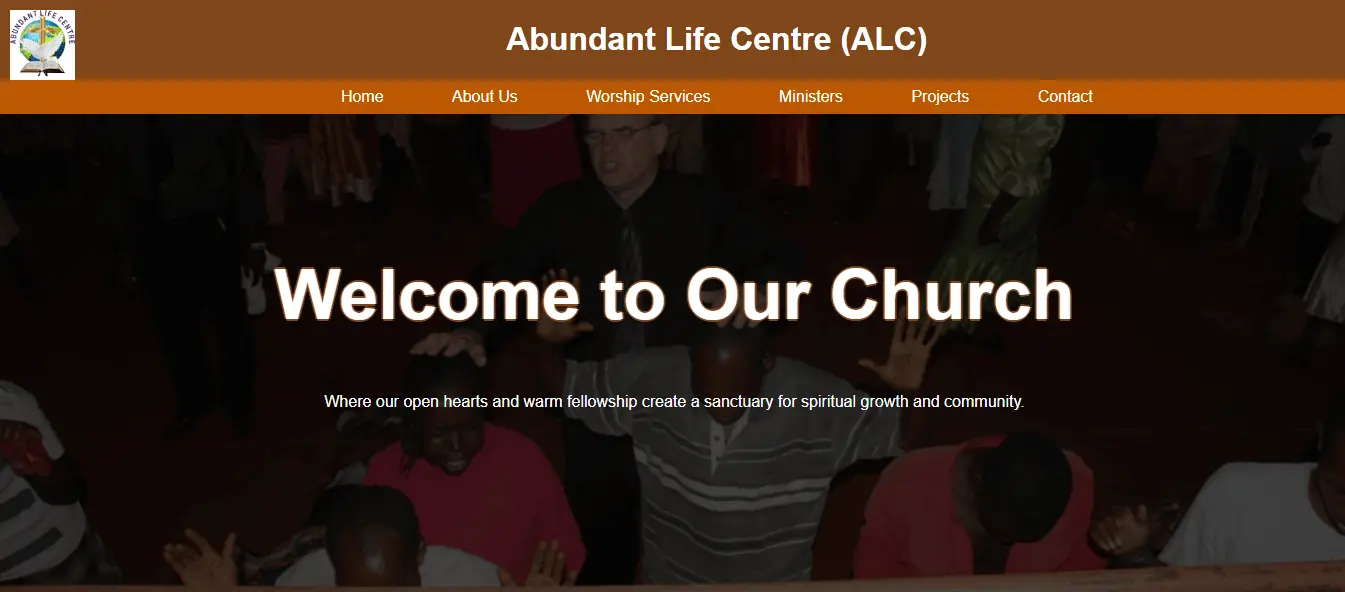 ABUNDANT LIFE CENTRE
Abundant Life Centre (ALC)
Home About Us Worship Services Ministers Projects Contact
Welcome to Our Church
Where our open hearts and warm fellowship create a sanctuary for spiritual growth and community.